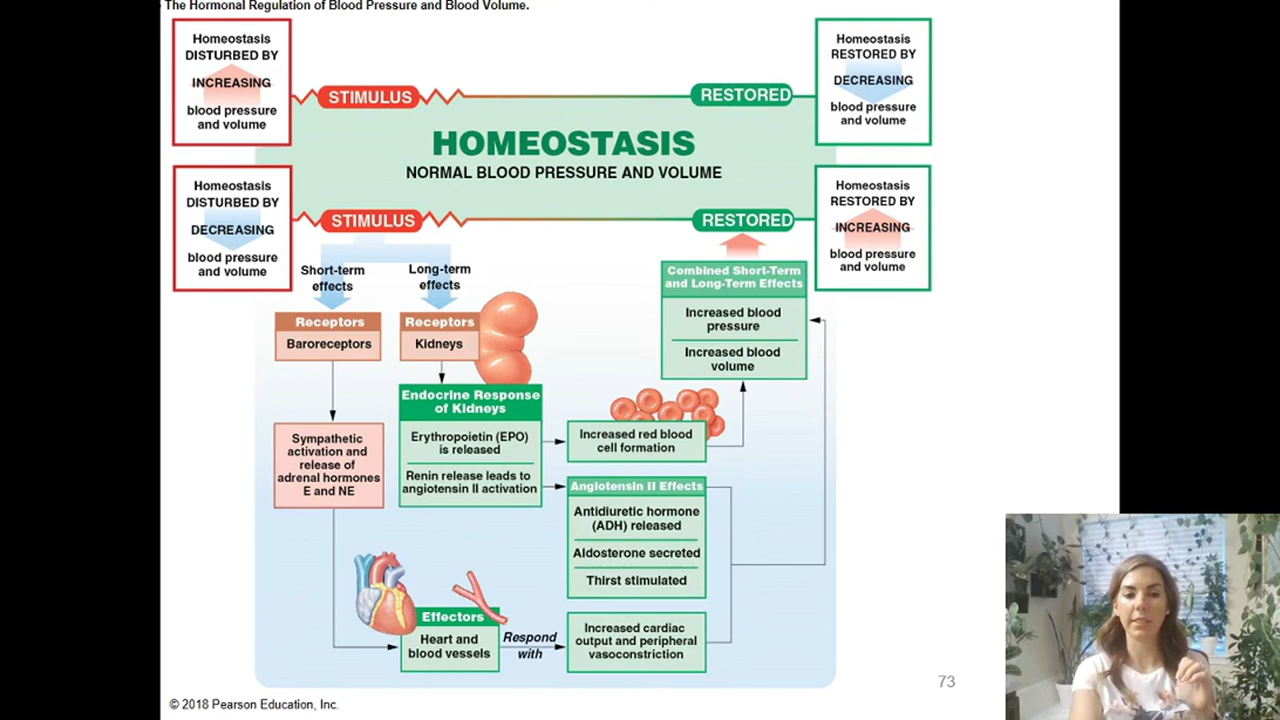 The Hormonal Regulation of Blood Pressure and Blood Volume.
Homeostasis
DISTURBED BY
INCREASING
blood pressure
and volume
STIMULUS
RESTORED
Homeostasis
RESTORED BY
DECREASING
blood pressure
and volume
HOMEOSTASIS
NORMAL BLOOD PRESSURE AND VOLUME
Homeostasis
DISTURBED BY
DECREASING
blood pressure
and volume
STIMULUS
RESTORED
Homeostasis
RESTORED BY
INCREASING
blood pressure
and volume
Short-term
effects
Long-term
effects
Receptors
Baroreceptors
Receptors
Kidneys
Combined Short-Term
and Long-Term Effects
Increased blood
pressure
Increased blood
volume
Endocrine Response
of Kidneys
Erythropoietin (EPO)
is released
Renin release leads to
angiotensin II activation
Increased red blood
cell formation
Sympathetic
activation and
release of
adrenal hormones
E and NE
Angiotensin II Effects
Antidiuretic hormone
(ADH) released
Aldosterone secreted
Thirst stimulated
Effectors
Heart and
blood vessels
Respond
with
Increased cardiac
output and peripheral
vasoconstriction
73
© 2018 Pearson Education, Inc.